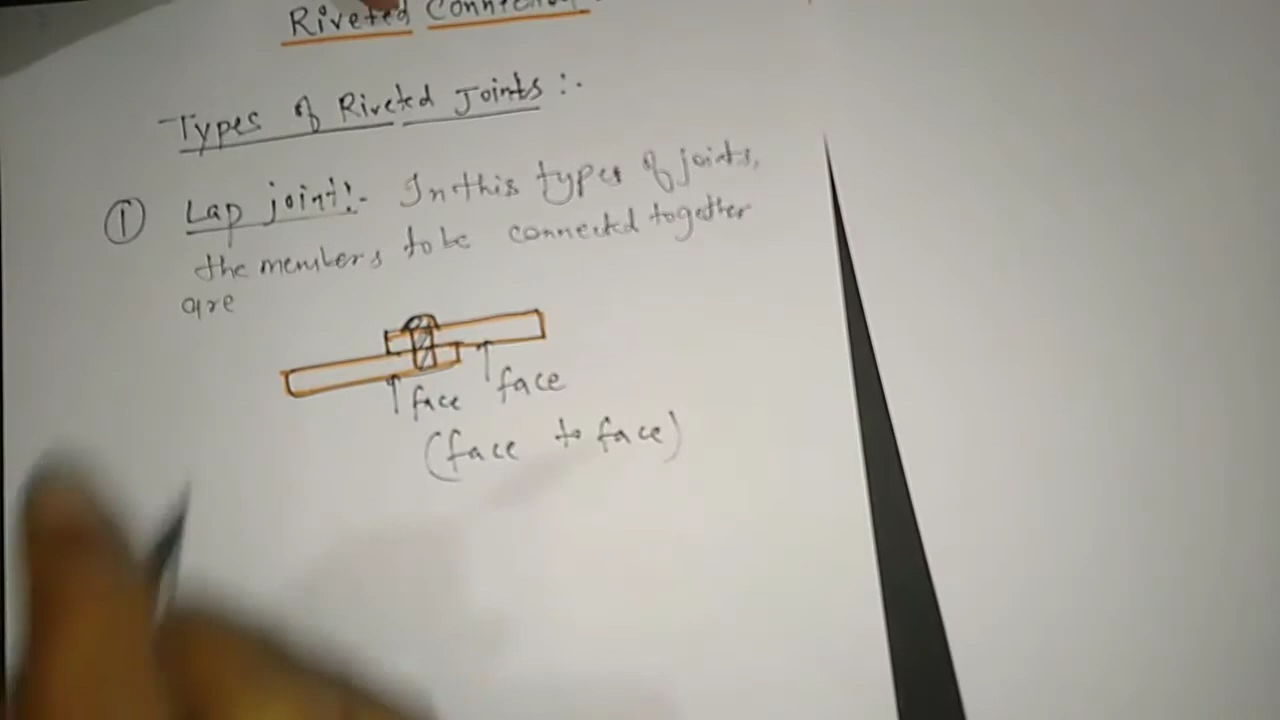 Riveted
Types of Riveted Joints :-
① Lap joint :- In this types of joints,
the members to be connected together
are
face face
(face to face)